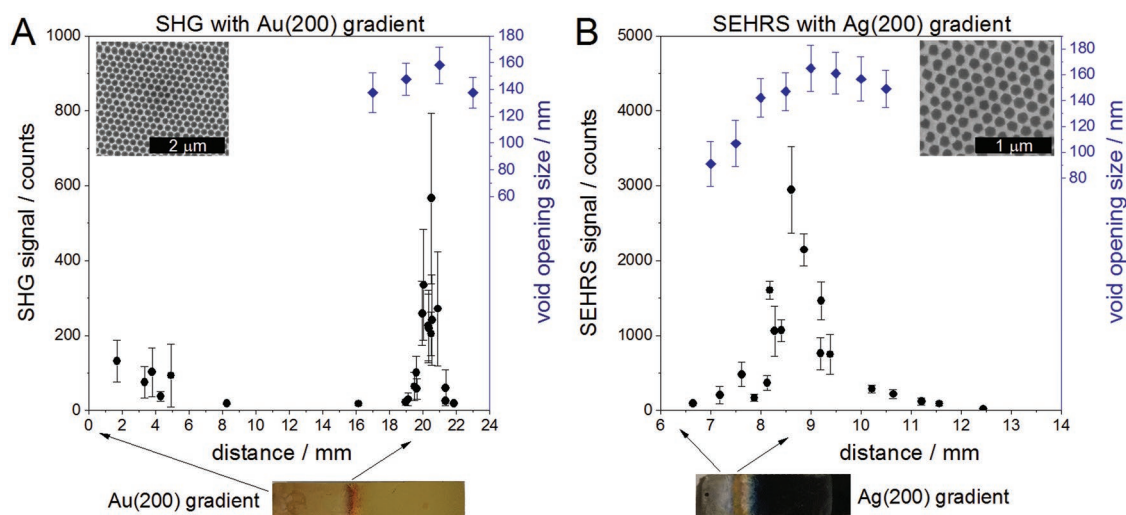 A
SHG with Au(200) gradient
1000
800
600
400
200
0
SHG signal / counts
180
160
140
120
100
80
60
void opening size / nm
2 μm
0 2 4 6 8 10 12 14 16 18 20 22 24
distance / mm
Au(200) gradient
B
SEHRS with Ag(200) gradient
5000
4000
3000
2000
1000
0
SEHRS signal / counts
180
160
140
120
100
80
void opening size / nm
1 μm
6 7 8 9 10 11 12 13 14
distance / mm
Ag(200) gradient